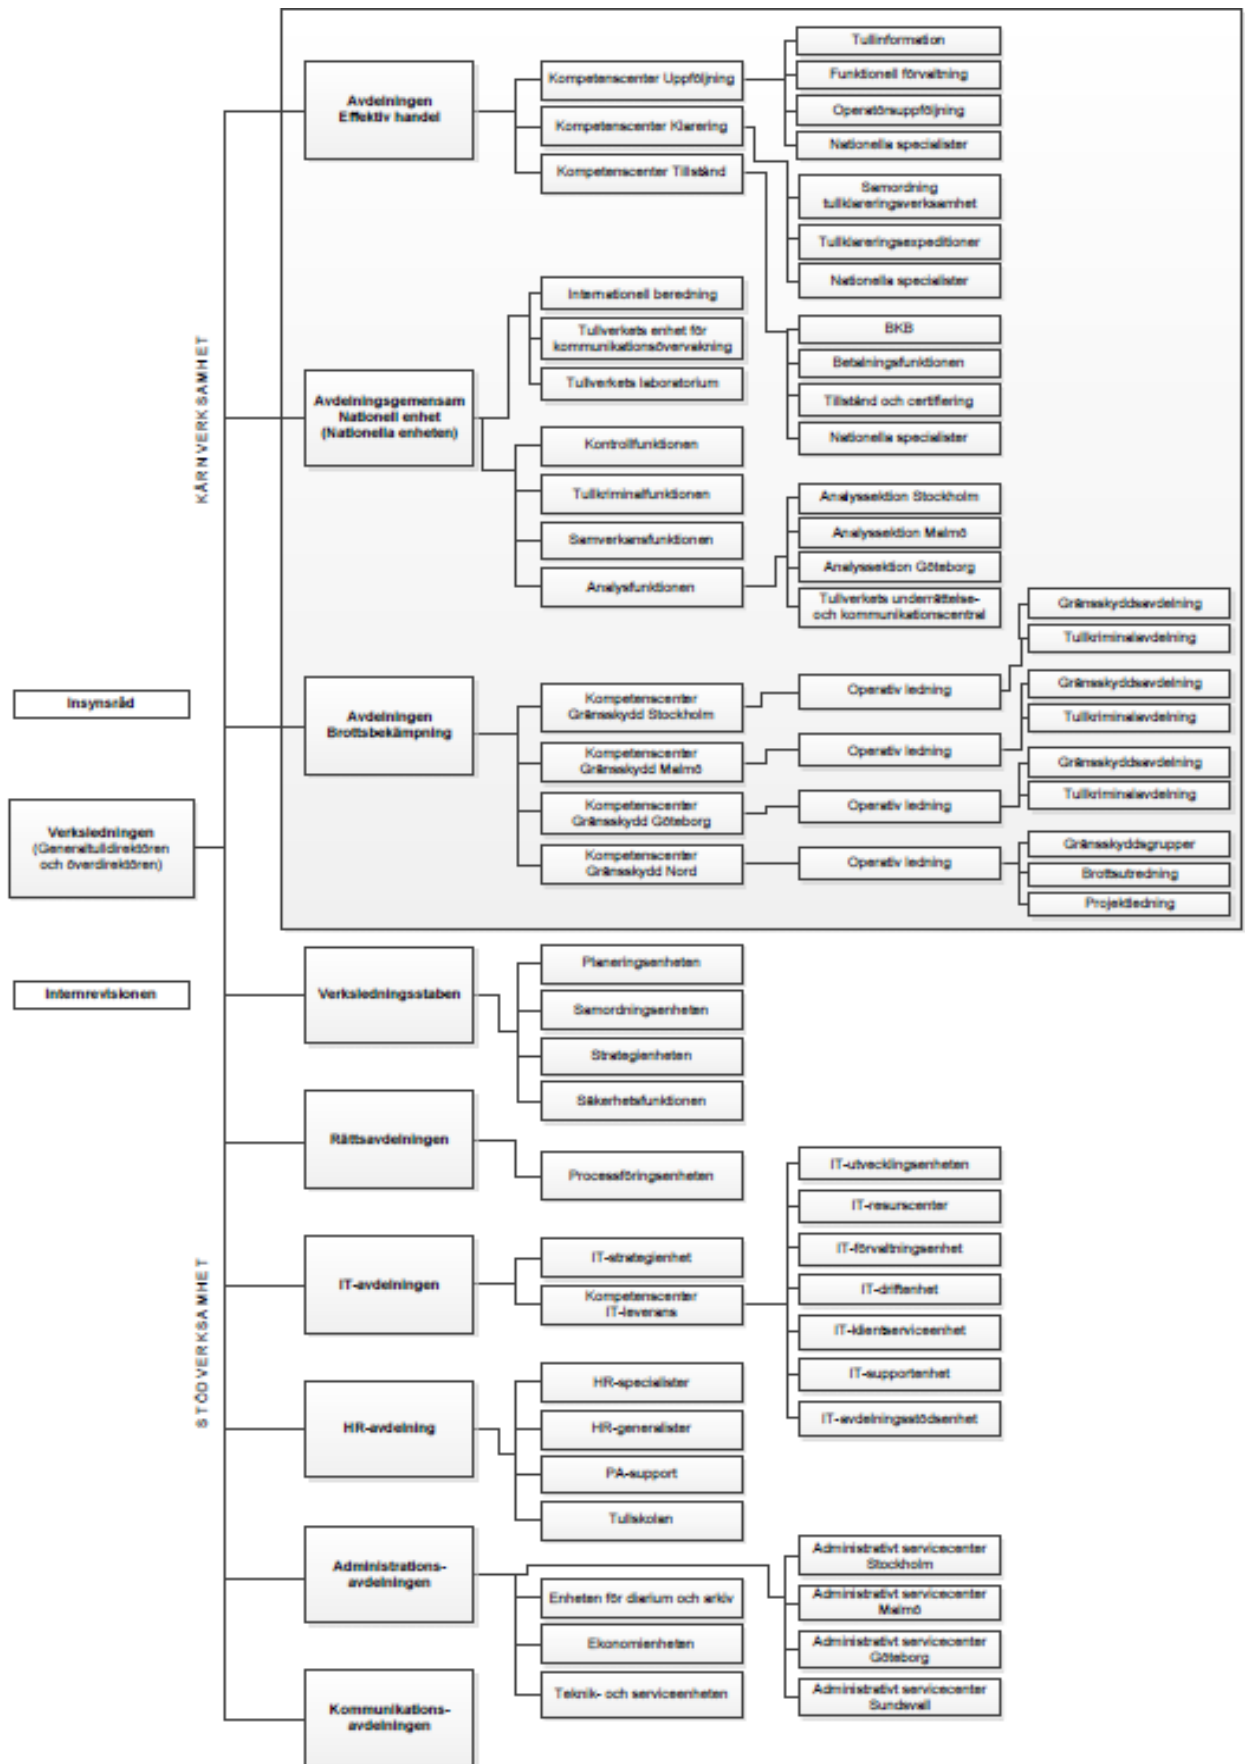 KÄRNVERKSAMHET
STÖDVERKSAMHET
Insynsråd
Verksledningen
(Generaltulldirektören
och överdirektören)
Internrevisionen
Avdelningen
Effektiv handel
Kompetenscenter Uppföljning
Kompetenscenter Klarering
Kompetenscenter Tillstånd
Tullinformation
Funktionell förvaltning
Operatörsuppföljning
Nationella specialister
Samordning
tullklareringsverksamhet
Tullklareringsexpeditioner
Nationella specialister
BKB
Betalningsfunktionen
Tillstånd och certifiering
Nationella specialister
Avdelningsgemensam
Nationell enhet
(Nationella enheten)
Internationell beredning
Tullverkets enhet för
kommunikationsövervakning
Tullverkets laboratorium
Kontrollfunktionen
Tullkriminalfunktionen
Samverkansfunktionen
Analysfunktionen
Analyssektion Stockholm
Analyssektion Malmö
Analyssektion Göteborg
Tullverkets underrättelse-
och kommunikationscentral
Avdelningen
Brottsbekämpning
Kompetenscenter
Gränsskydd Stockholm
Kompetenscenter
Gränsskydd Malmö
Kompetenscenter
Gränsskydd Göteborg
Kompetenscenter
Gränsskydd Nord
Operativ ledning
Operativ ledning
Operativ ledning
Operativ ledning
Gränsskyddsavdelning
Tullkriminalavdelning
Gränsskyddsavdelning
Tullkriminalavdelning
Gränsskyddsavdelning
Tullkriminalavdelning
Gränsskyddsgrupper
Brottsutredning
Projektledning
Verksledningsstaben
Planeringsenheten
Samordningsenheten
Strategienheten
Säkerhetsfunktionen
Rättsavdelningen
Processföringsenheten
IT-avdelningen
IT-strategienhet
Kompetenscenter
IT-leverans
IT-utvecklingsenheten
IT-resurscenter
IT-förvaltningsenhet
IT-driftenhet
IT-klientserviceenhet
IT-supportenhet
IT-avdelningsstödsenhet
HR-avdelning
HR-specialister
HR-generalister
PA-support
Tullskolan
Administrations-
avdelningen
Enheten för diarium och arkiv
Ekonomienheten
Teknik- och serviceenheten
Administrativt servicecenter
Stockholm
Administrativt servicecenter
Malmö
Administrativt servicecenter
Göteborg
Administrativt servicecenter
Sundsvall
Kommunikations-
avdelningen